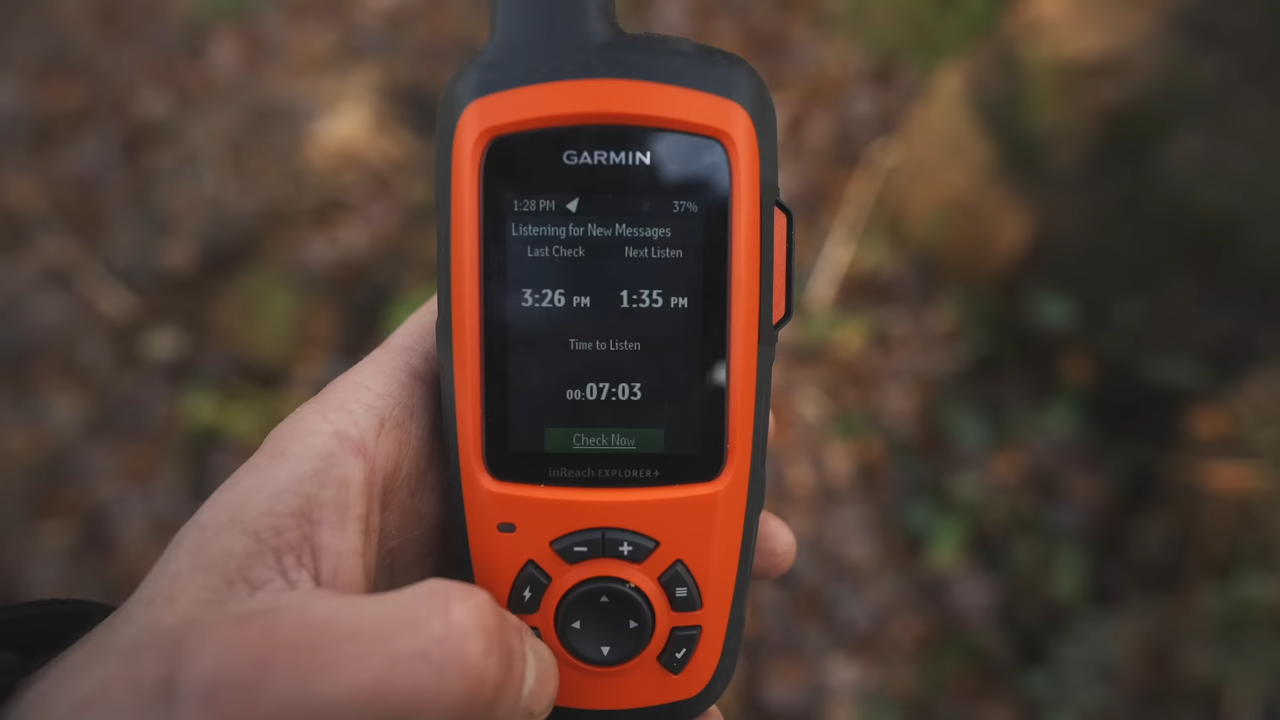 GARMIN
1:28 PM 37%
Listening for New Messages
Last Check Next Listen
3:26 PM 1:35 PM
Time to Listen
00:07:03
Check Now
inReach EXPLORER+